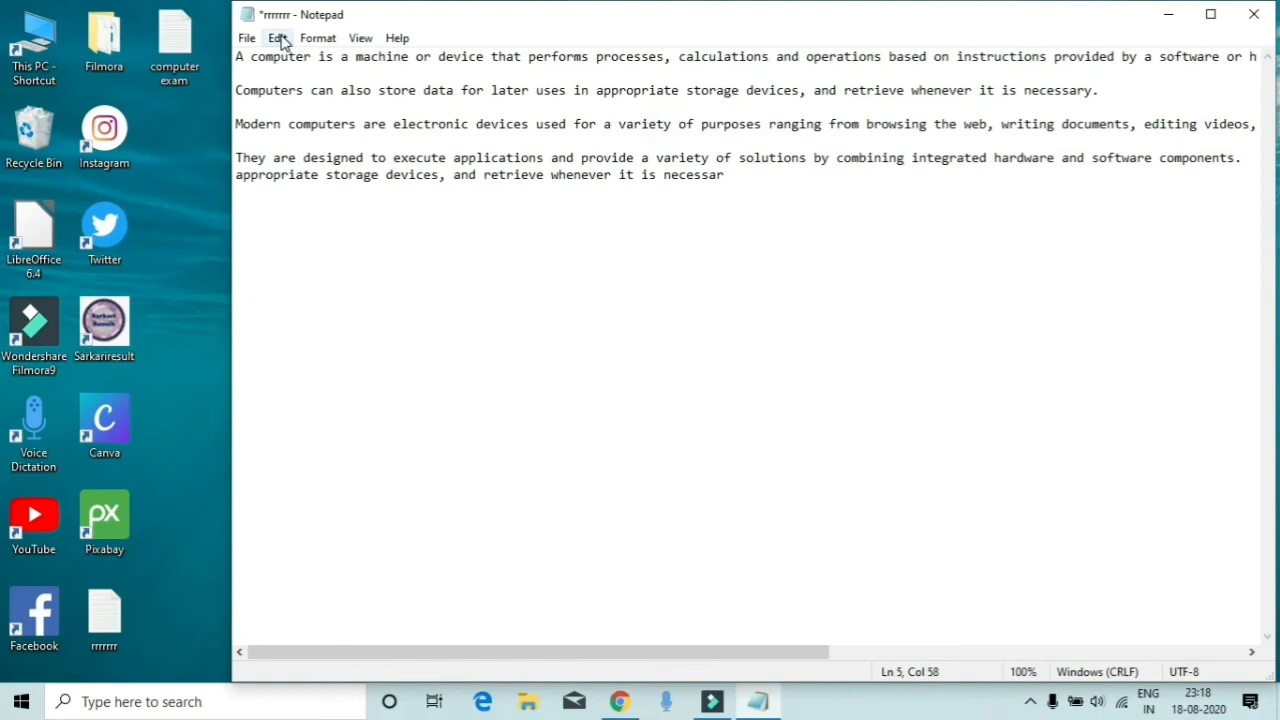 *rrrrrrr - Notepad
File Edit Format View Help
A computer is a machine or device that performs processes, calculations and operations based on instructions provided by a software or h
Computers can also store data for later uses in appropriate storage devices, and retrieve whenever it is necessary.
Modern computers are electronic devices used for a variety of purposes ranging from browsing the web, writing documents, editing videos,
They are designed to execute applications and provide a variety of solutions by combining integrated hardware and software components.
appropriate storage devices, and retrieve whenever it is necessar
This PC -
Shortcut
Filmora
computer
exam
Recycle Bin
Instagram
LibreOffice
6.4
Twitter
Wondershare
Filmora9
Sarkari
Result
Sarkariresult
Voice
Dictation
C
Canva
YouTube
px
Pixabay
Facebook
rrrrrrr
Ln 5, Col 58
100%
Windows (CRLF)
UTF-8
Type here to search
ENG
IN
23:18
18-08-2020